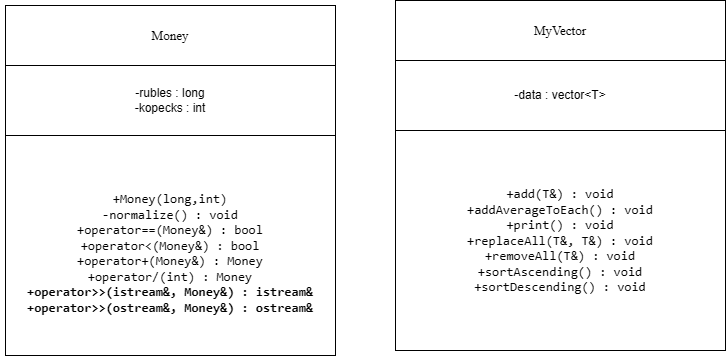 Money
-rubles : long
-kopecks : int
+Money(long,int)
-normalize() : void
+operator==(Money&) : bool
+operator<(Money&) : bool
+operator+(Money&) : Money
+operator/(int) : Money
+operator>>(istream&, Money&) : istream&
+operator>>(ostream&, Money&) : ostream&
MyVector
-data : vector<T>
+add(T&) : void
+addAverageToEach() : void
+print() : void
+replaceAll(T&, T&) : void
+removeAll(T&) : void
+sortAscending() : void
+sortDescending() : void